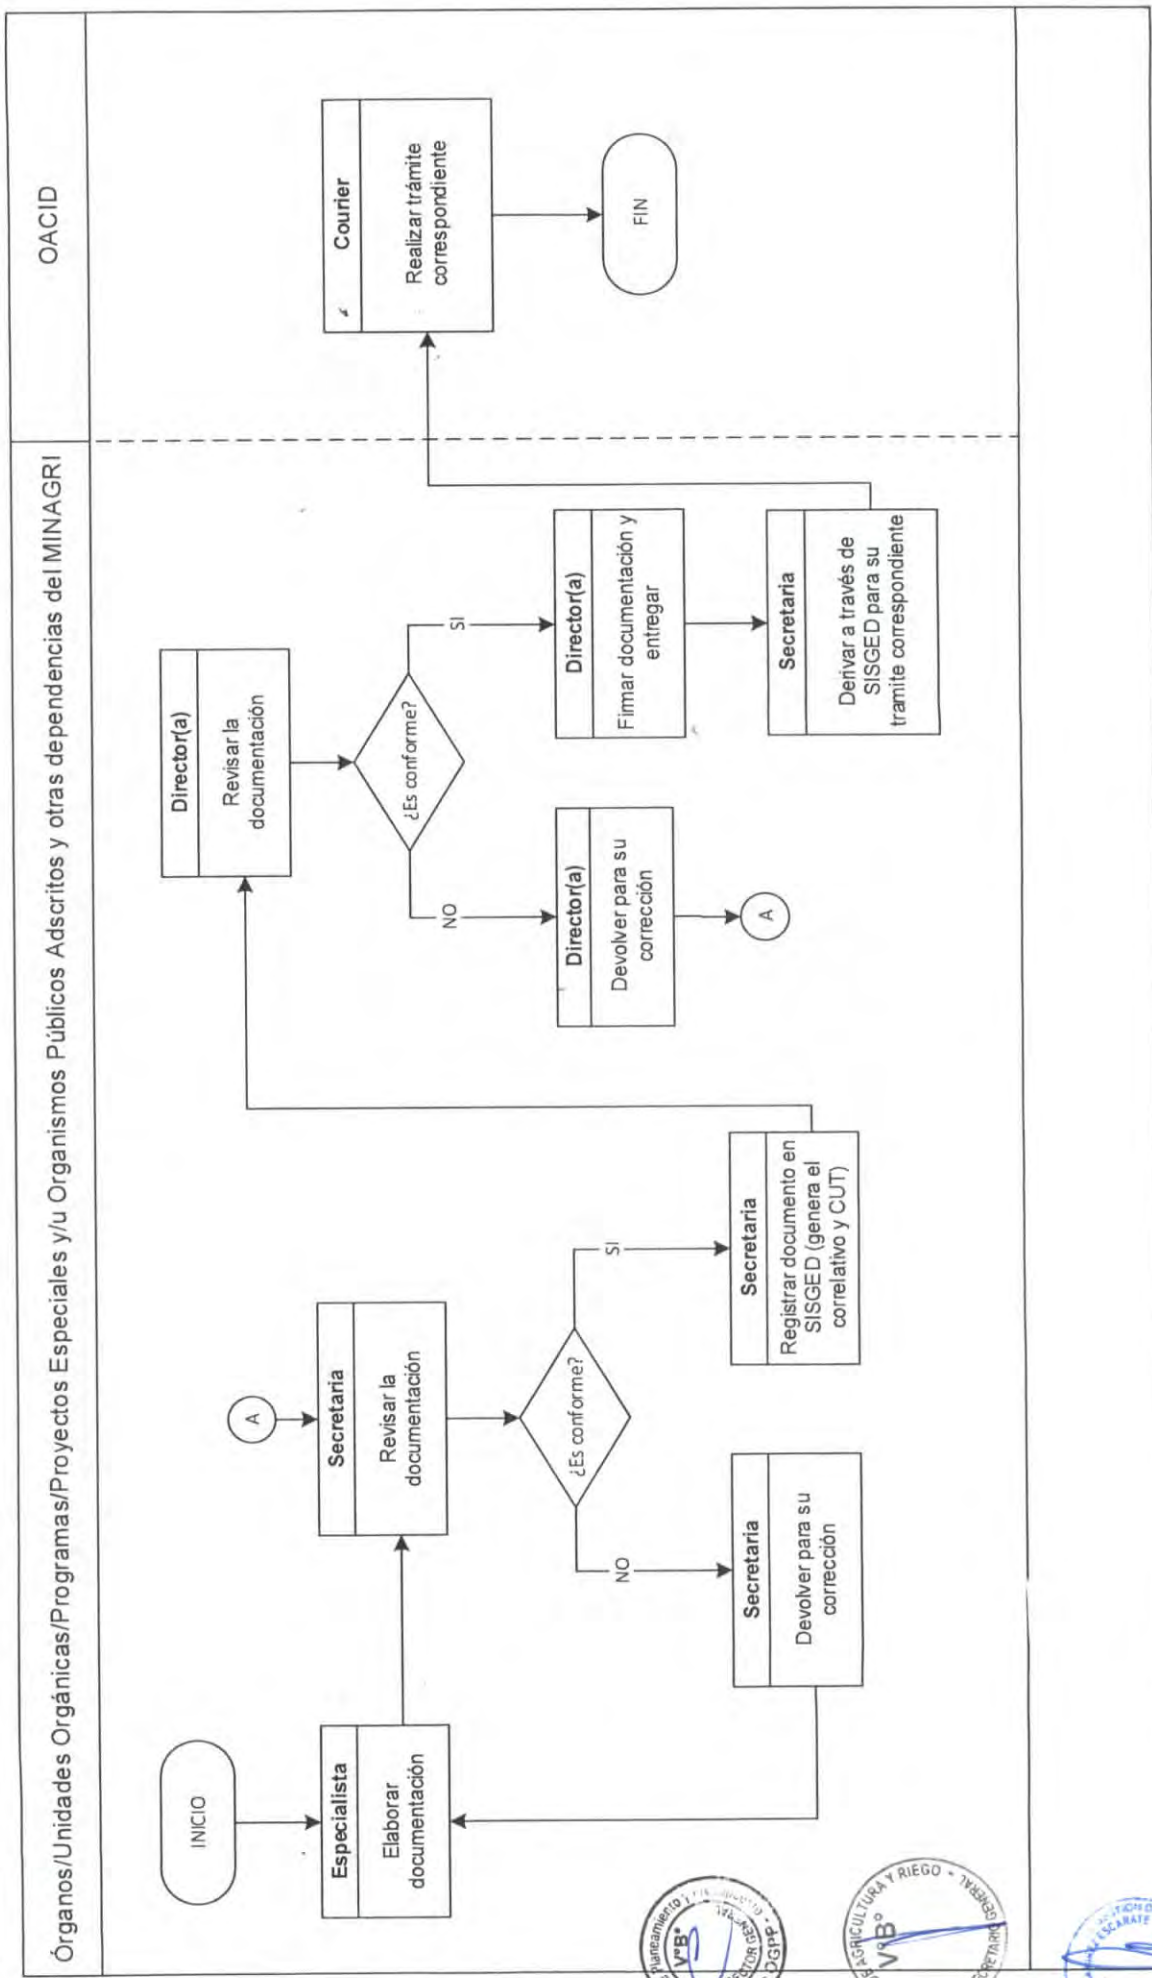 Órganos/Unidades Orgánicas/Programas/Proyectos Especiales y/u Organismos Públicos Adscritos y otras dependencias del MINAGRI
OACID
INICIO
Especialista
Elaborar
documentación
A
Secretaria
Revisar la
documentación
¿Es conforme?
NO
SI
Secretaria
Devolver para su
corrección
Secretaria
Registrar documento en
SISGED (genera el
correlativo y CUT)
Director(a)
Revisar la
documentación
¿Es conforme?
NO
SI
Director(a)
Devolver para su
corrección
A
Director(a)
Firmar documentación y
entregar
Secretaria
Derivar a través de
SISGED para su
tramite correspondiente
Courier
Realizar trámite
correspondiente
FIN
Planeamiento y
V°B°
OGPP
AGRICULTURA Y RIEGO
V°B°
GENERAL